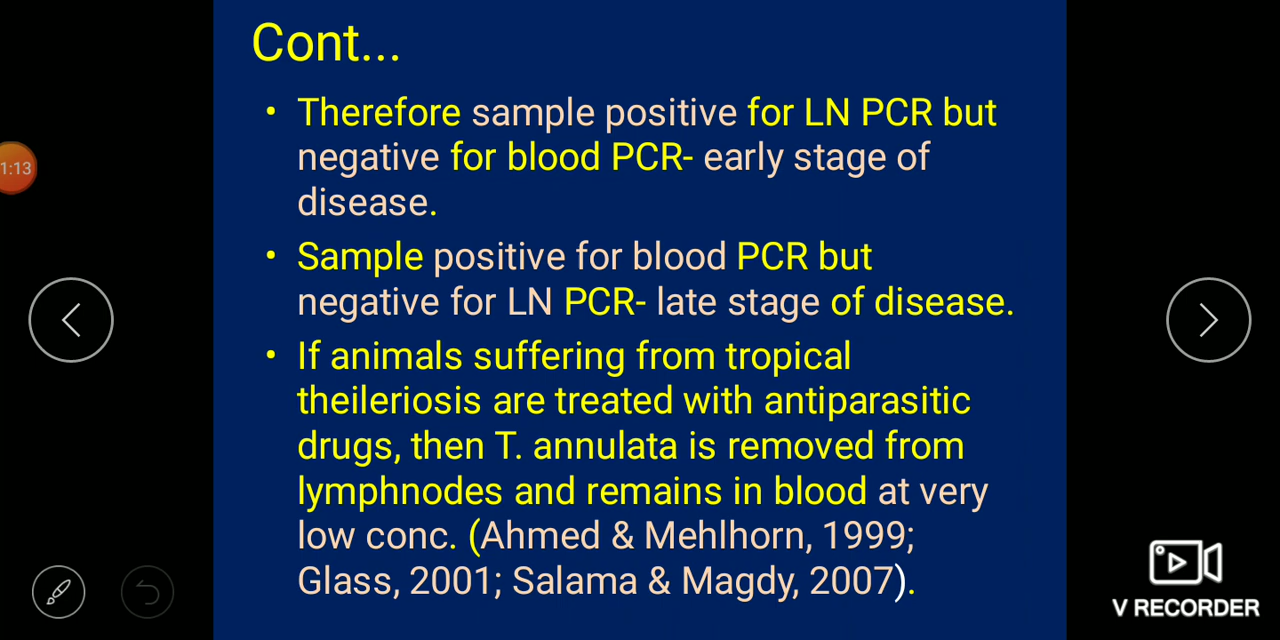 Cont...
• Therefore sample positive for LN PCR but
negative for blood PCR- early stage of
disease.
• Sample positive for blood PCR but
negative for LN PCR- late stage of disease.
• If animals suffering from tropical
theileriosis are treated with antiparasitic
drugs, then T. annulata is removed from
lymphnodes and remains in blood at very
low conc. (Ahmed & Mehlhorn, 1999;
Glass, 2001; Salama & Magdy, 2007).
1:13
V RECORDER